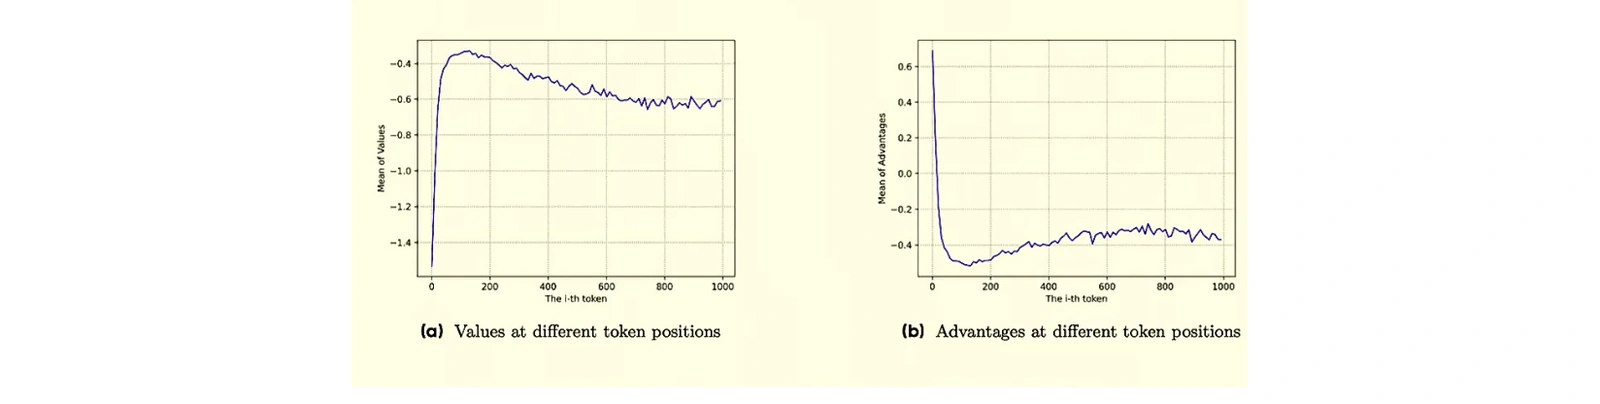 −0.4
−0.6
−0.8
−1.0
−1.2
−1.4
Mean of Values
0 200 400 600 800 1000
The i-th token
(a) Values at different token positions
0.6
0.4
0.2
0.0
−0.2
−0.4
Mean of Advantages
0 200 400 600 800 1000
The i-th token
(b) Advantages at different token positions